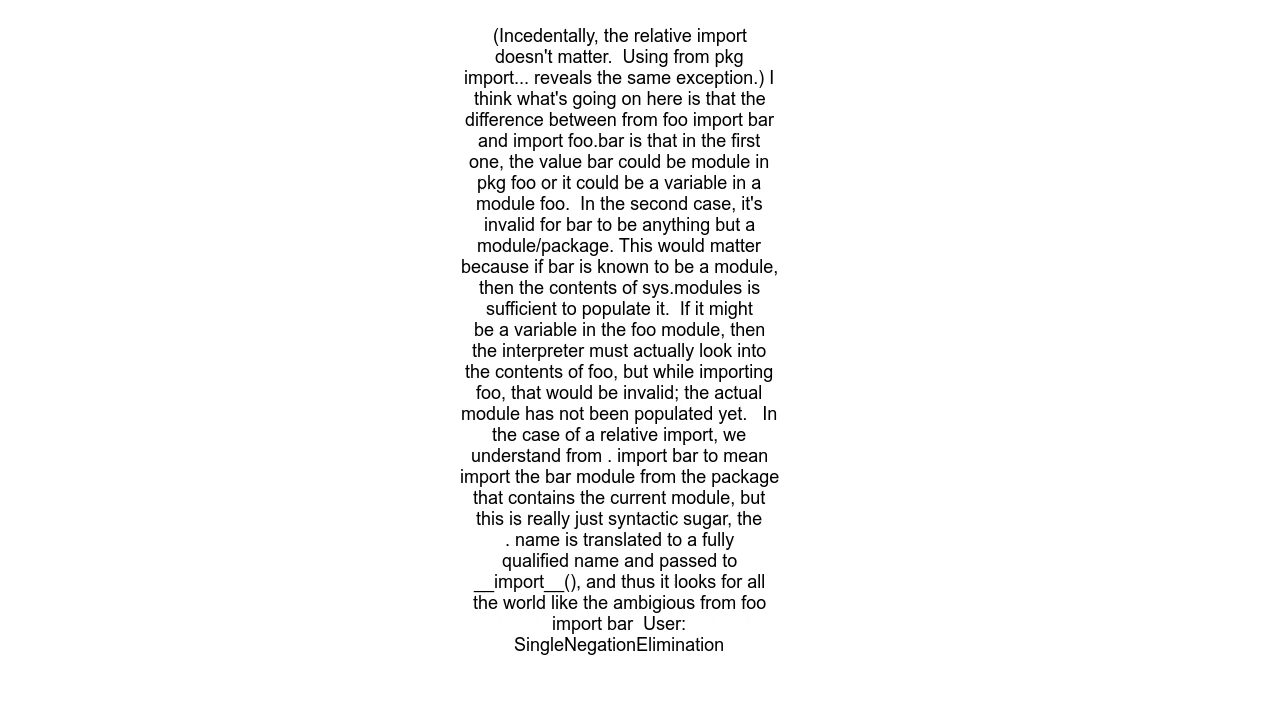 (Incedentally, the relative import
doesn't matter.  Using from pkg
import... reveals the same exception.) I
think what's going on here is that the
difference between from foo import bar
and import foo.bar is that in the first
one, the value bar could be module in
pkg foo or it could be a variable in a
module foo.  In the second case, it's
invalid for bar to be anything but a
module/package. This would matter
because if bar is known to be a module,
then the contents of sys.modules is
sufficient to populate it.  If it might
be a variable in the foo module, then
the interpreter must actually look into
the contents of foo, but while importing
foo, that would be invalid; the actual
module has not been populated yet.   In
the case of a relative import, we
understand from . import bar to mean
import the bar module from the package
that contains the current module, but
this is really just syntactic sugar, the
. name is translated to a fully
qualified name and passed to
__import__(), and thus it looks for all
the world like the ambigious from foo
import bar  User:
SingleNegationElimination